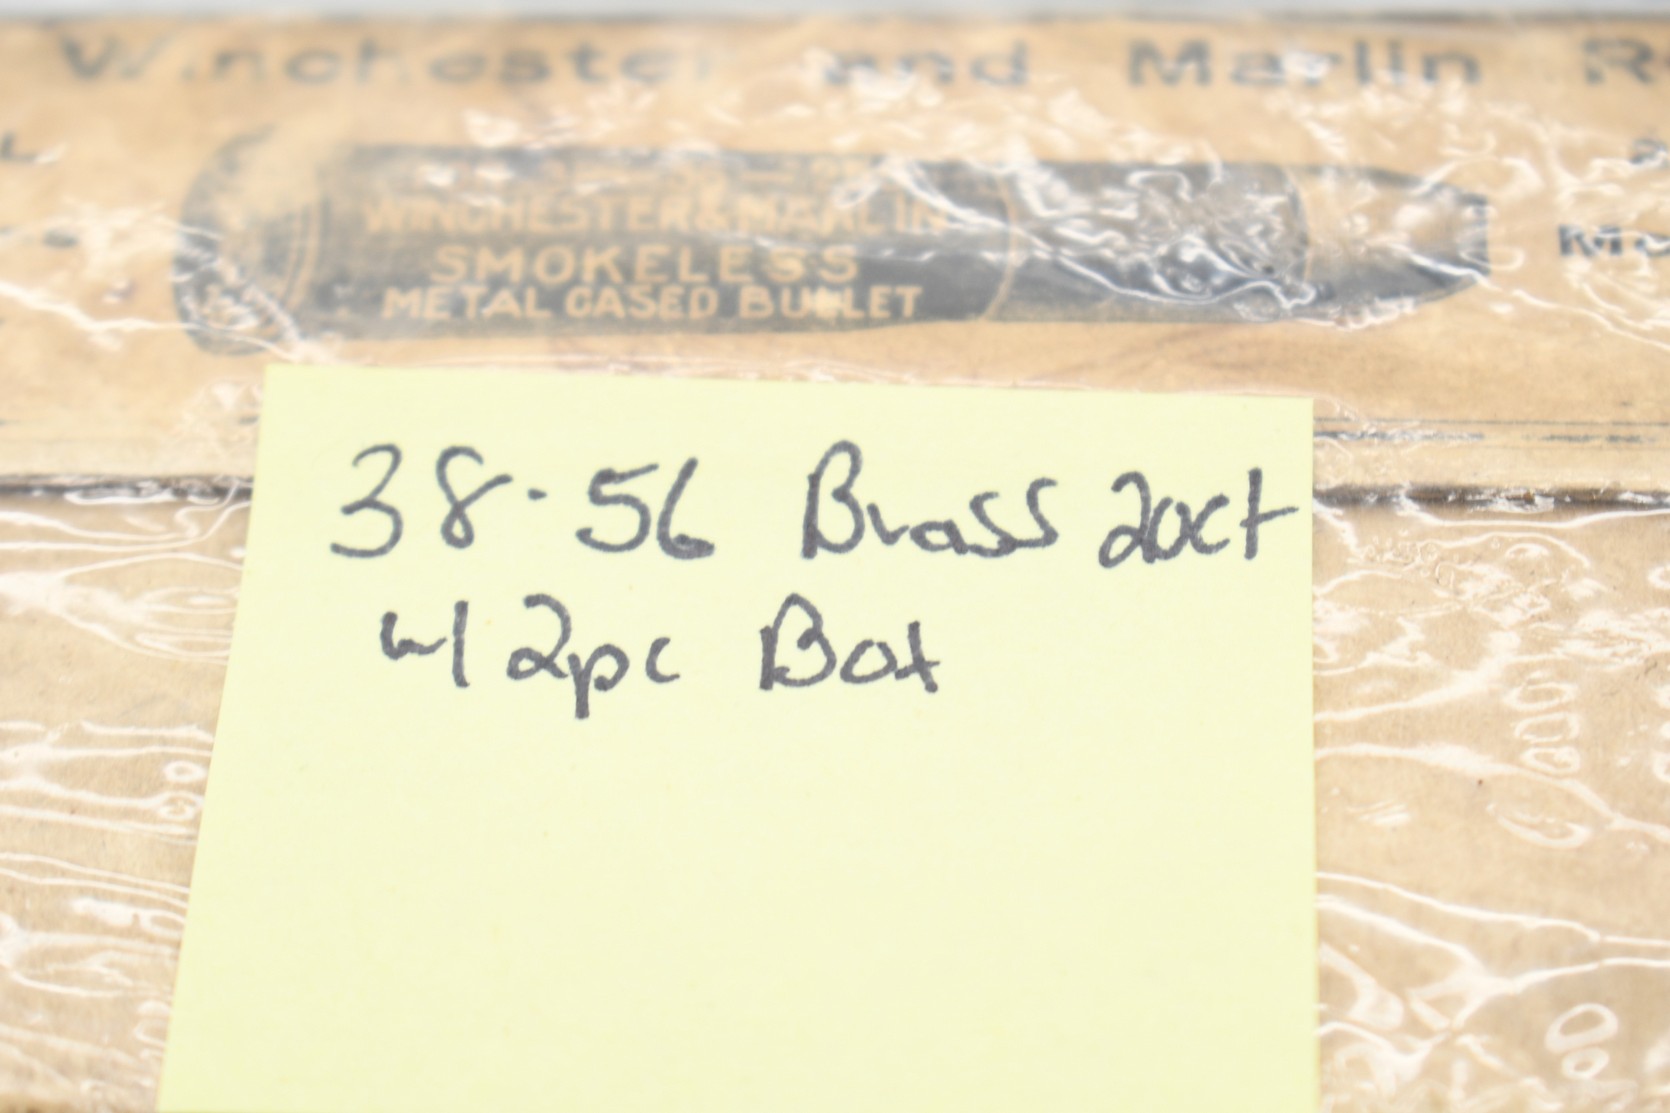 Winchester and Marlin R
L
WINCHESTER & MARLIN
SMOKELESS
METAL CASED BULLET
38-56 Brass 20ct
w/ 2pc Box